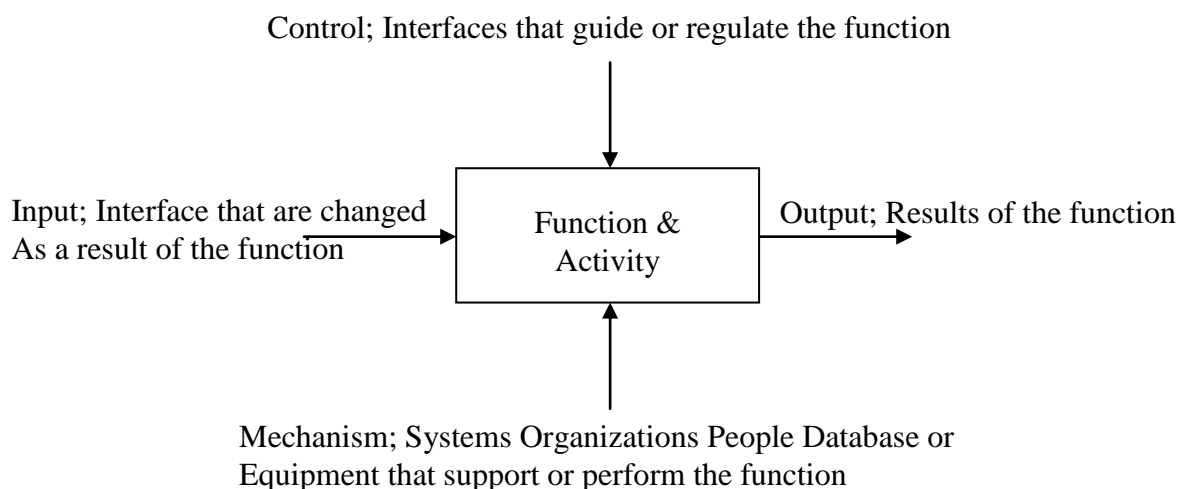 Control; Interfaces that guide or regulate the function
Input; Interface that are changed
As a result of the function
Function &
Activity
Output; Results of the function
Mechanism; Systems Organizations People Database or
Equipment that support or perform the function